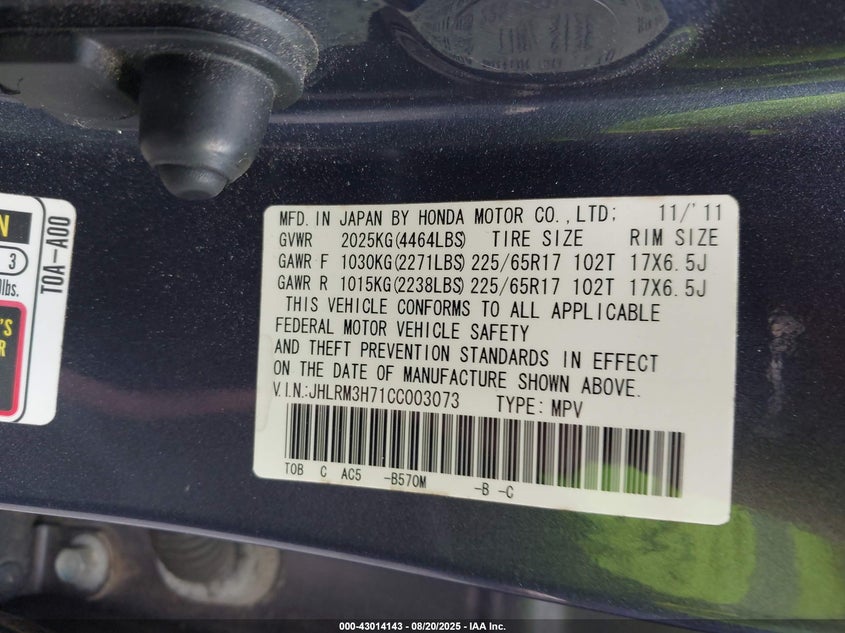 MFD. IN JAPAN BY HONDA MOTOR CO.,LTD; 11/'11
GVWR 2025KG(4464LBS) TIRE SIZE RIM SIZE
GAWR F 1030KG(2271LBS) 225/65R17 102T 17X6.5J
GAWR R 1015KG(2238LBS) 225/65R17 102T 17X6.5J
THIS VEHICLE CONFORMS TO ALL APPLICABLE
FEDERAL MOTOR VEHICLE SAFETY
AND THEFT PREVENTION STANDARDS IN EFFECT
ON THE DATE OF MANUFACTURE SHOWN ABOVE.
V.I.N.:JHLRM3H71CC003073 TYPE: MPV
TOB C AC5 -B570M -B -C
N
3
lbs.
'S
R
T0A-A00
000-43014143 - 08/20/2025 - IAA Inc.